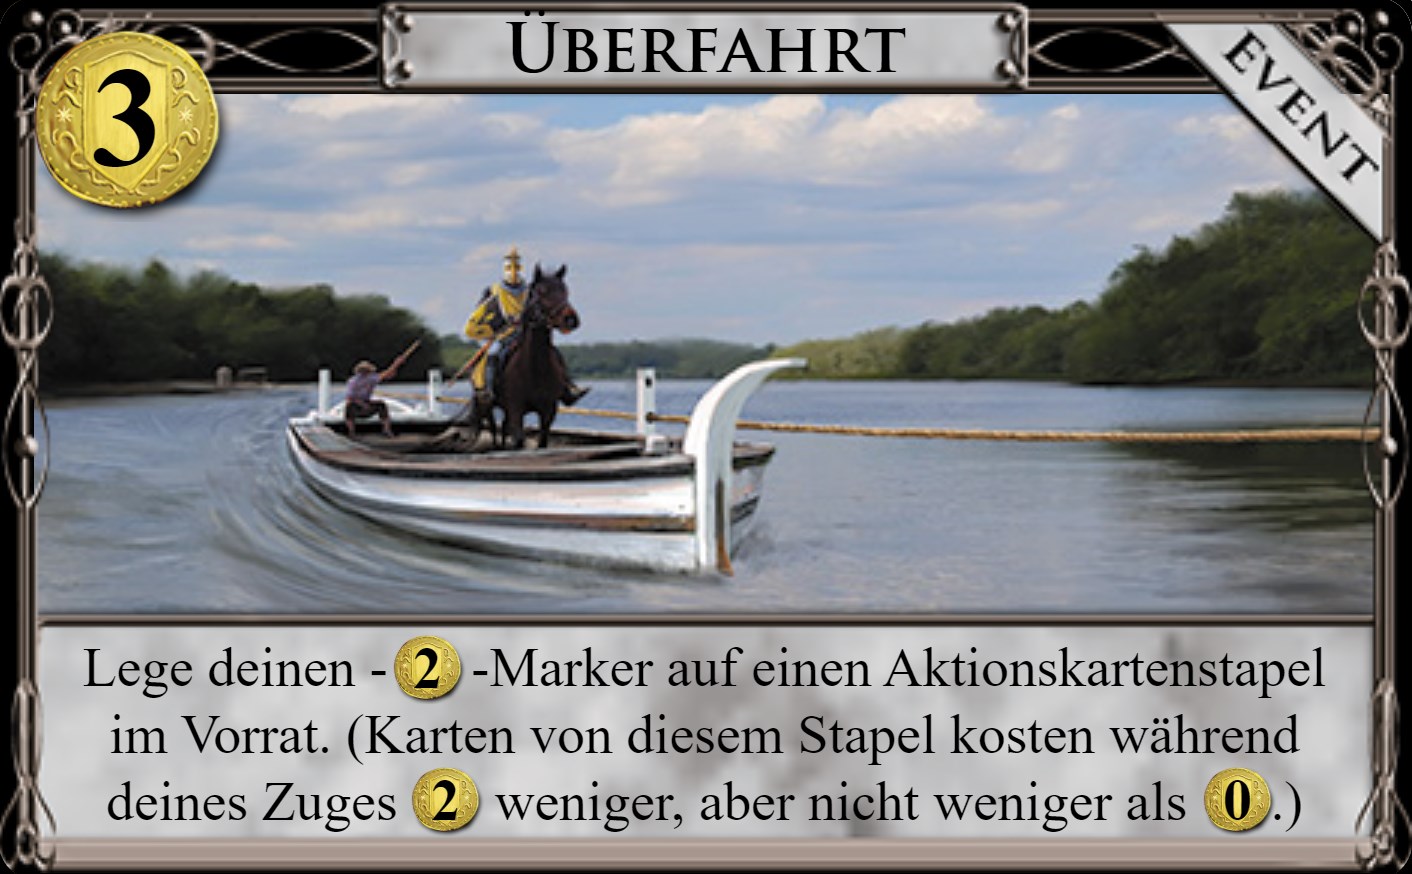 ÜBERFAHRT
EVENT
3
Lege deinen -2-Marker auf einen Aktionskartenstapel
im Vorrat. (Karten von diesem Stapel kosten während
deines Zuges 2 weniger, aber nicht weniger als 0.)